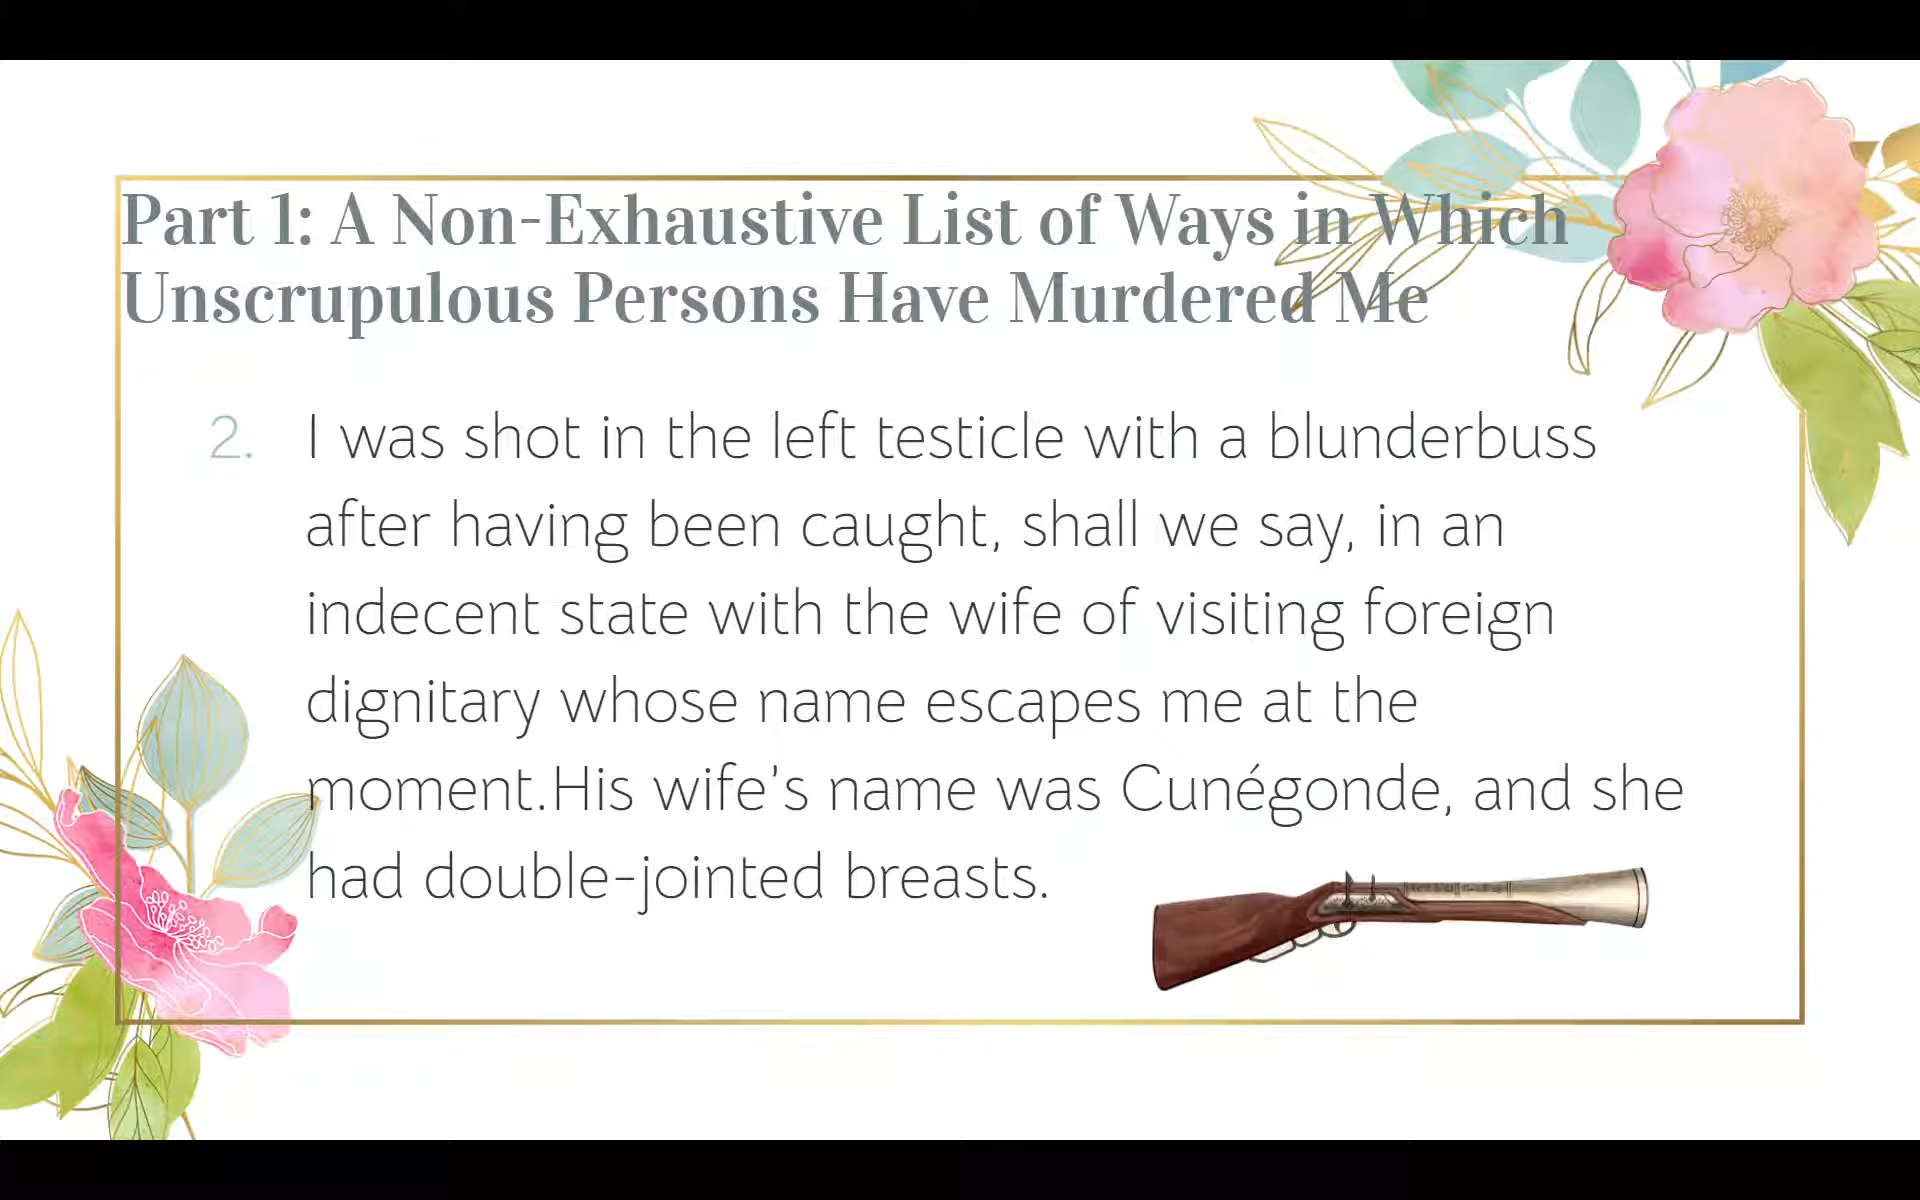 Part 1: A Non-Exhaustive List of Ways in Which
Unscrupulous Persons Have Murdered Me
2. I was shot in the left testicle with a blunderbuss
after having been caught, shall we say, in an
indecent state with the wife of visiting foreign
dignitary whose name escapes me at the
moment.His wife’s name was Cunégonde, and she
had double-jointed breasts.